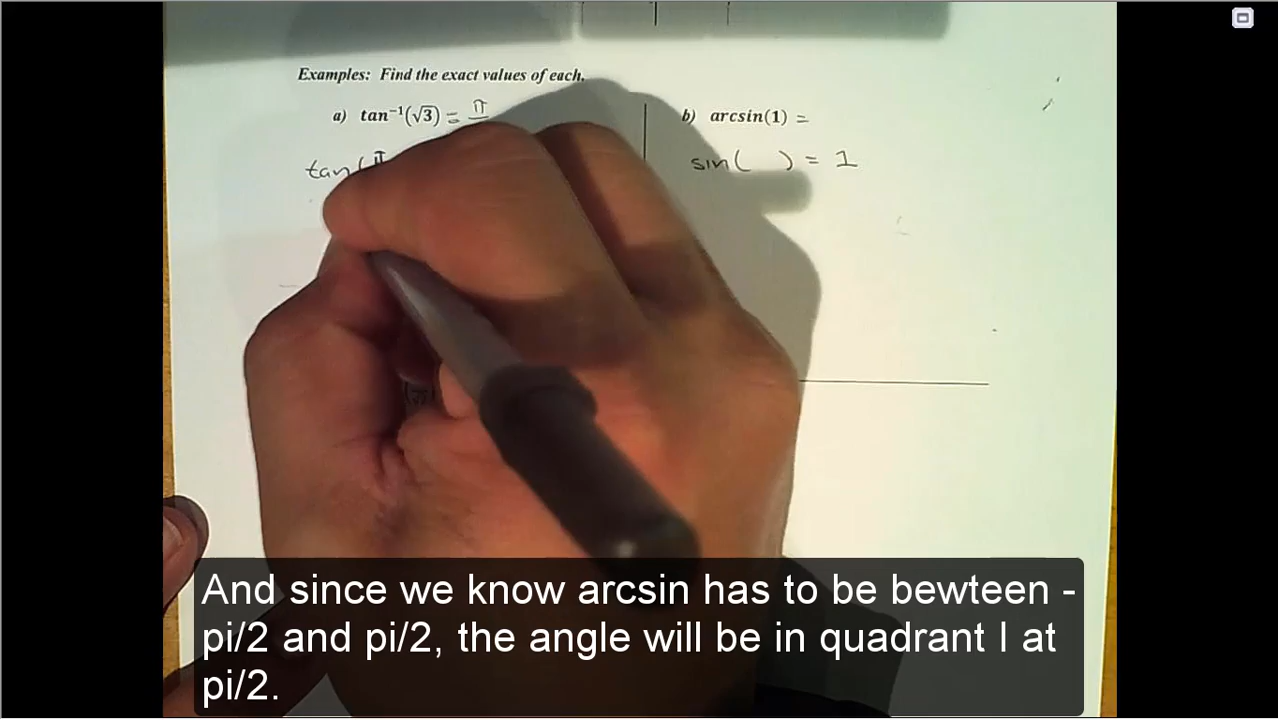 Examples: Find the exact values of each.
a) tan⁻¹(√3) = π
b) arcsin(1) =
tan(π
sin( ) = 1
And since we know arcsin has to be bewteen -
pi/2 and pi/2, the angle will be in quadrant I at
pi/2.